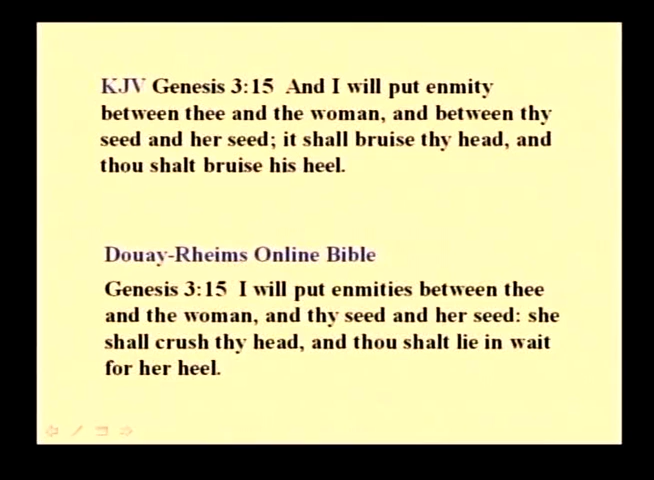 KJV Genesis 3:15 And I will put enmity
between thee and the woman, and between thy
seed and her seed; it shall bruise thy head, and
thou shalt bruise his heel.
Douay-Rheims Online Bible
Genesis 3:15 I will put enmities between thee
and the woman, and thy seed and her seed: she
shall crush thy head, and thou shalt lie in wait
for her heel.